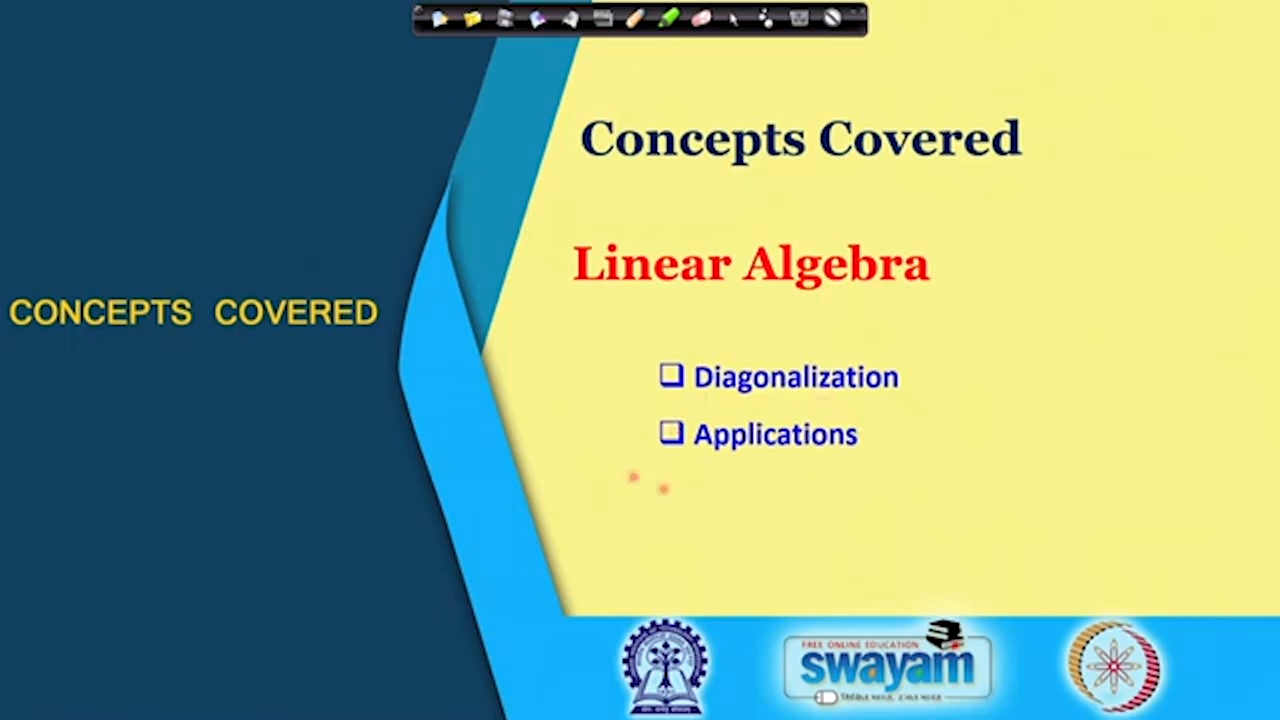 Concepts Covered
Linear Algebra
CONCEPTS COVERED
❑ Diagonalization
❑ Applications
FREE ONLINE EDUCATION
swayam